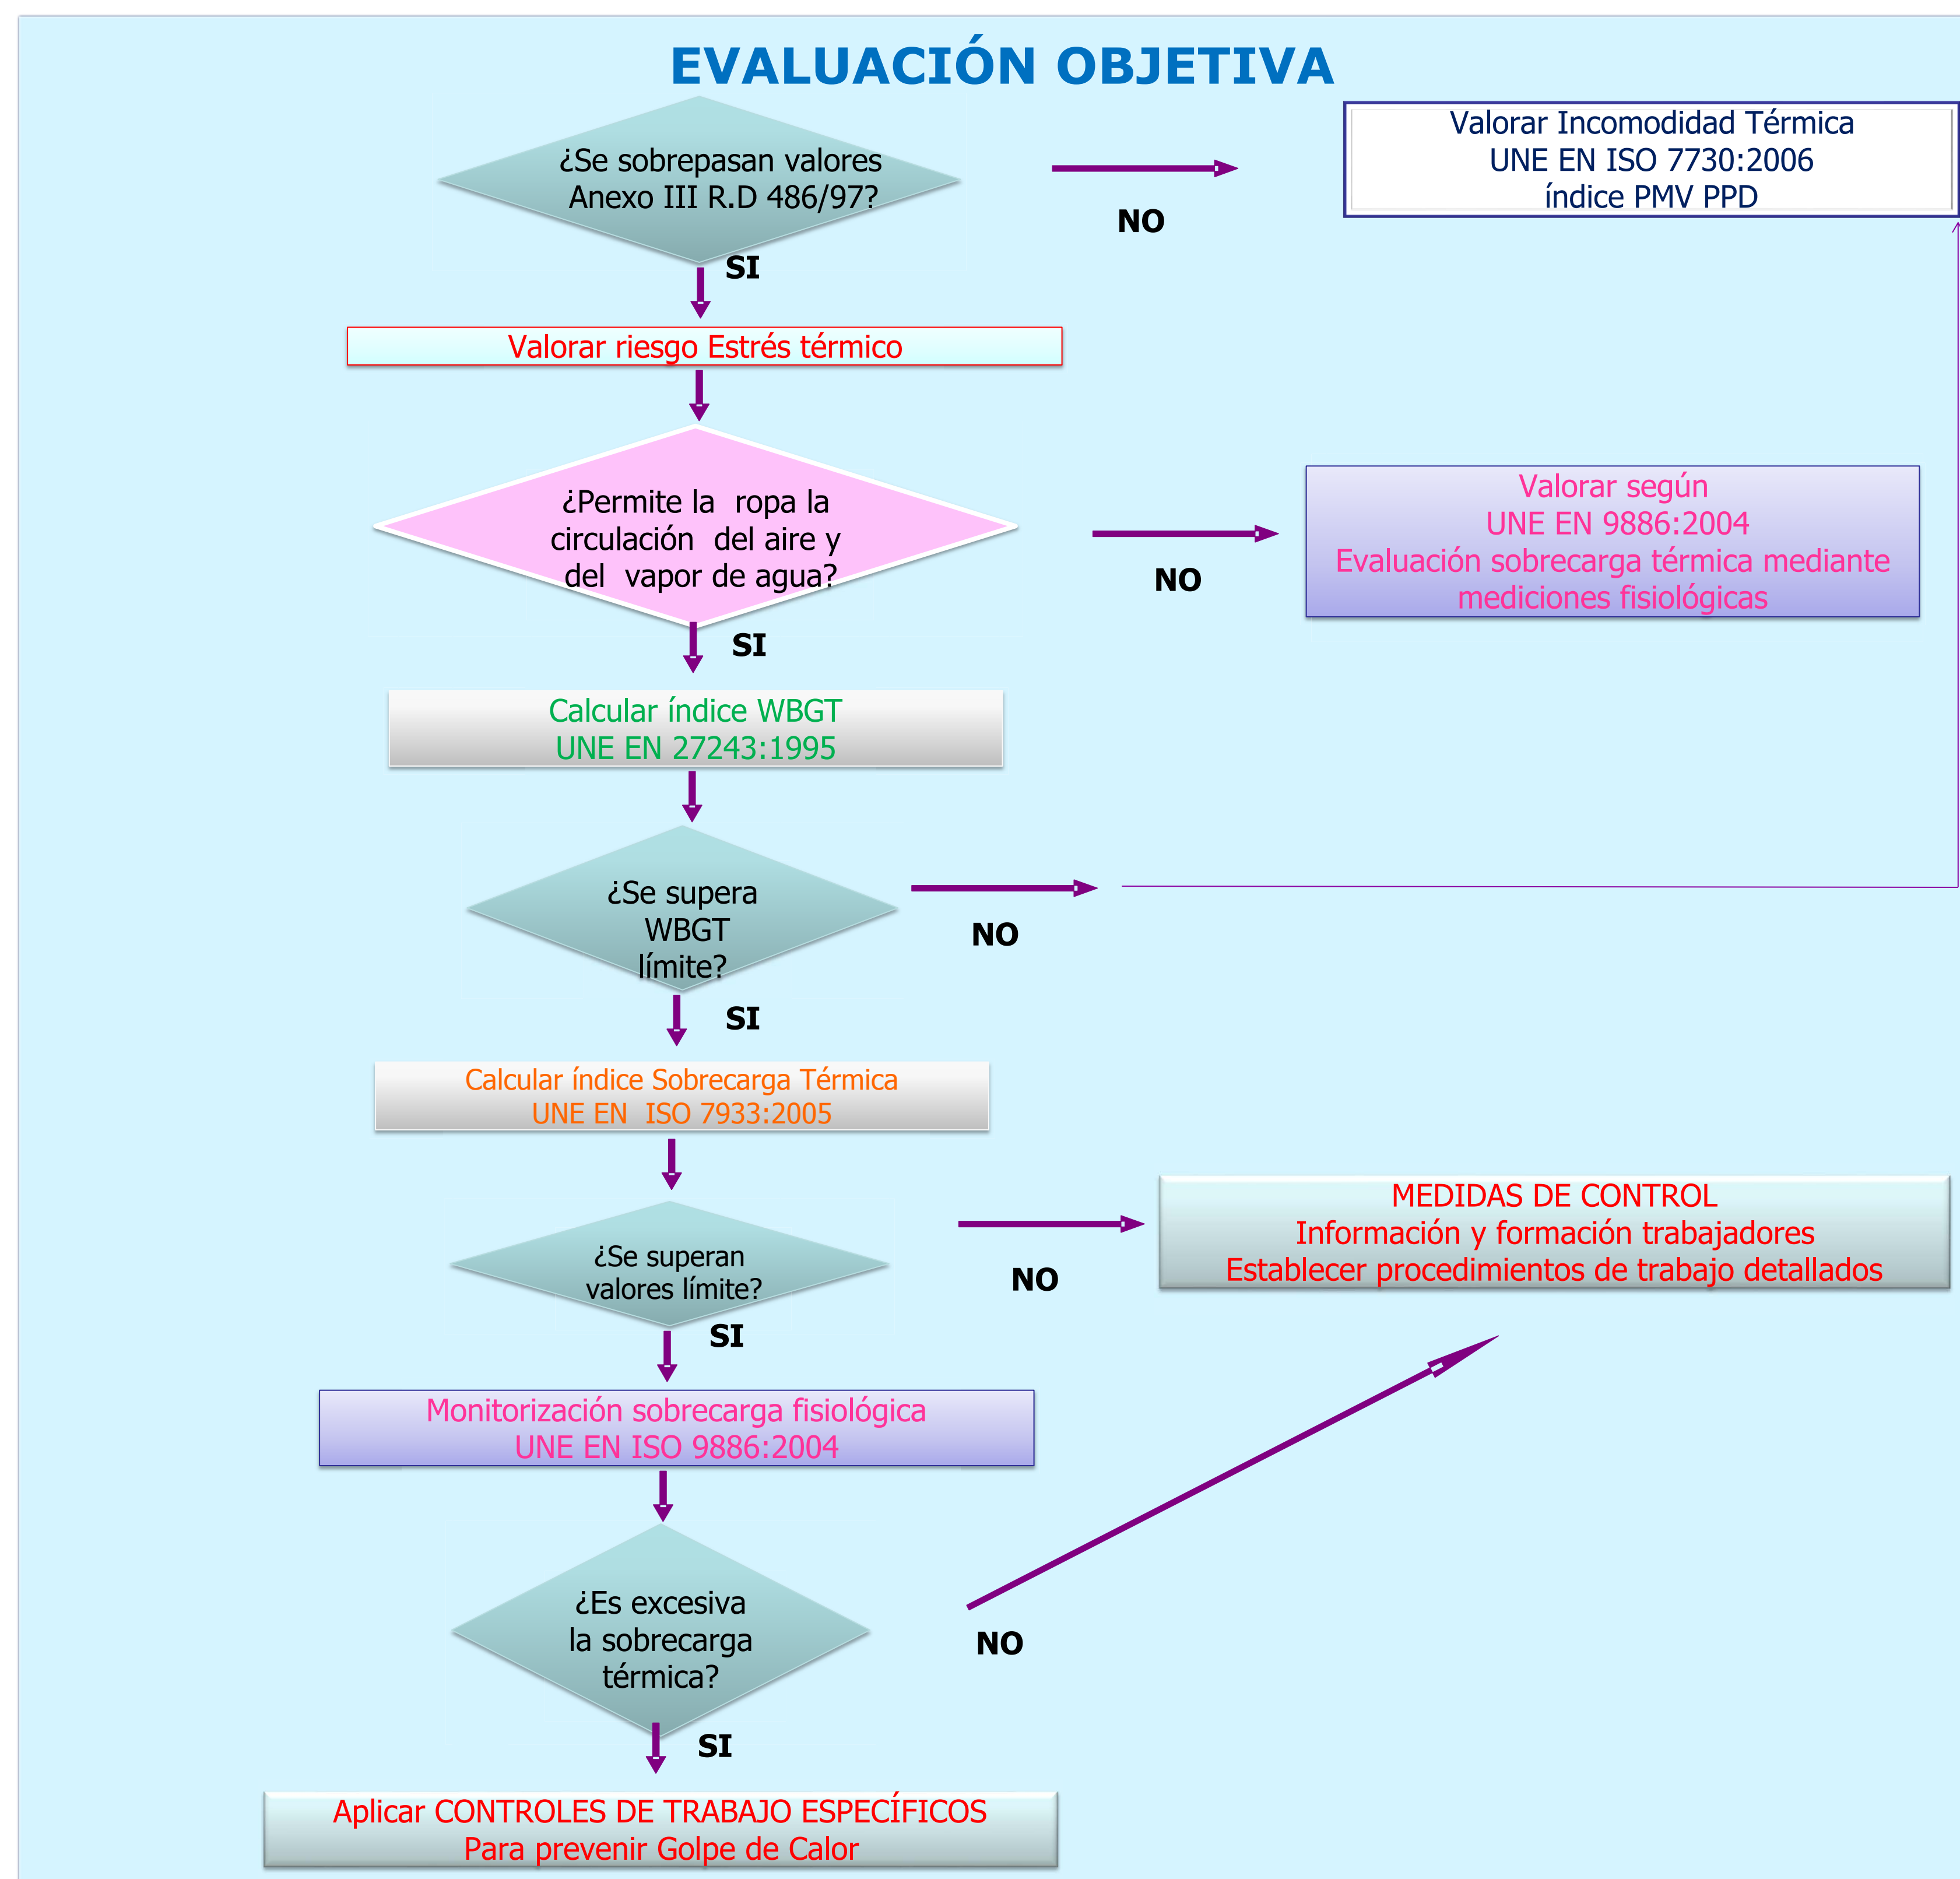 EVALUACIÓN OBJETIVA
¿Se sobrepasan valores
Anexo III R.D 486/97?
NO
Valorar Incomodidad Térmica
UNE EN ISO 7730:2006
índice PMV PPD
SI
Valorar riesgo Estrés térmico
¿Permite la ropa la
circulación del aire y
del vapor de agua?
NO
Valorar según
UNE EN 9886:2004
Evaluación sobrecarga térmica mediante
mediciones fisiológicas
SI
Calcular índice WBGT
UNE EN 27243:1995
¿Se supera
WBGT
límite?
NO
SI
Calcular índice Sobrecarga Térmica
UNE EN ISO 7933:2005
¿Se superan
valores límite?
NO
MEDIDAS DE CONTROL
Información y formación trabajadores
Establecer procedimientos de trabajo detallados
SI
Monitorización sobrecarga fisiológica
UNE EN ISO 9886:2004
¿Es excesiva
la sobrecarga
térmica?
NO
SI
Aplicar CONTROLES DE TRABAJO ESPECÍFICOS
Para prevenir Golpe de Calor